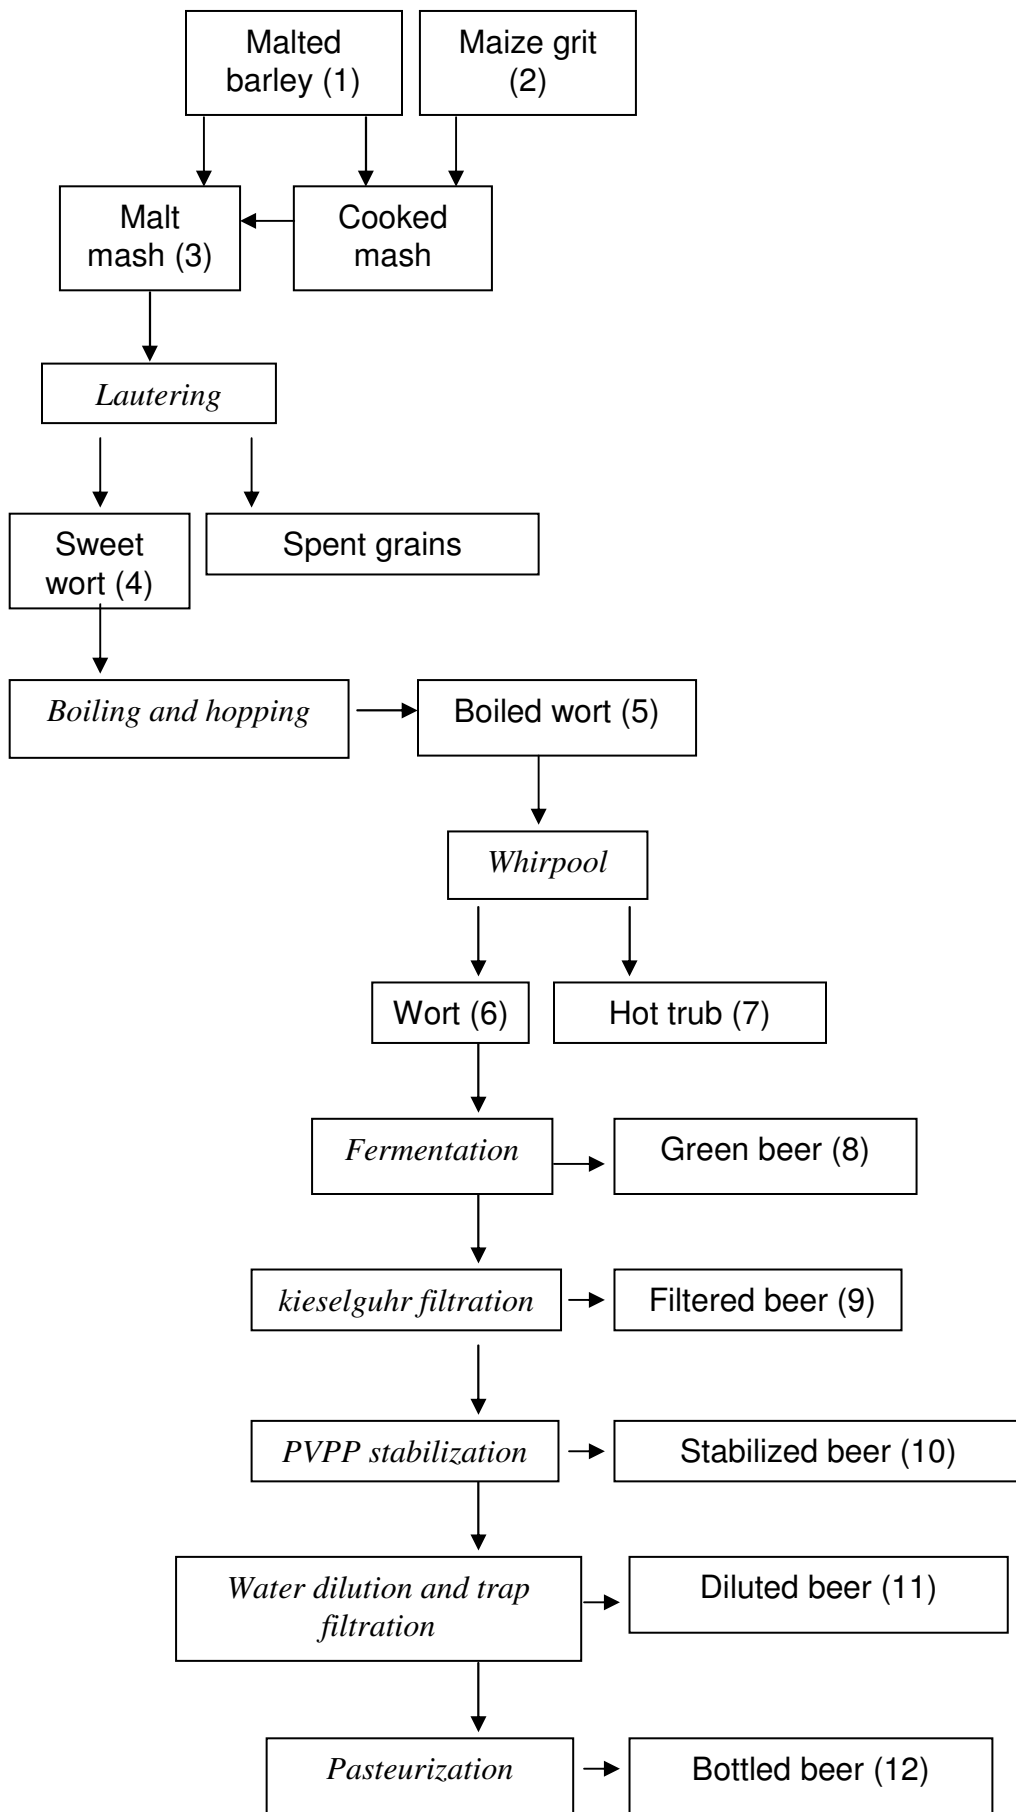 Malted
barley (1)
Maize grit
(2)
Malt
mash (3)
Cooked
mash
Lautering
Sweet
wort (4)
Spent grains
Boiling and hopping
Boiled wort (5)
Whirpool
Wort (6)
Hot trub (7)
Fermentation
Green beer (8)
kieselguhr filtration
Filtered beer (9)
PVPP stabilization
Stabilized beer (10)
Water dilution and trap
filtration
Diluted beer (11)
Pasteurization
Bottled beer (12)